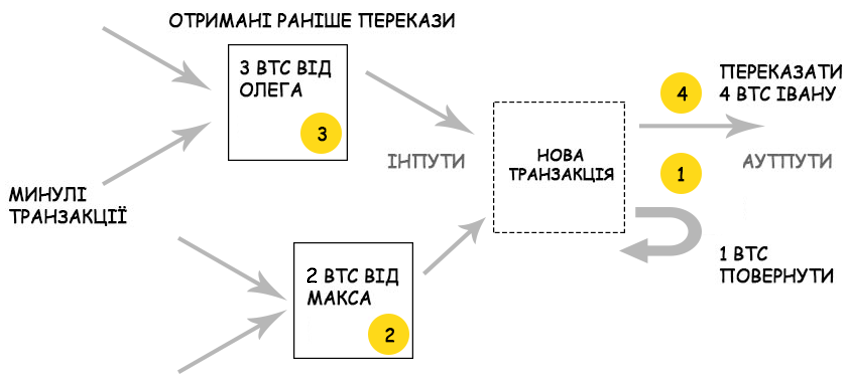 ОТРИМАНІ РАНІШЕ ПЕРЕКАЗИ
3 BTC ВІД
ОЛЕГА
3
МИНУЛІ
ТРАНЗАКЦІЇ
2 BTC ВІД
МАКСА
2
ІНПУТИ
НОВА
ТРАНЗАКЦІЯ
4
ПЕРЕКАЗАТИ
4 BTC ІВАНУ
1
АУТПУТИ
1 BTC
ПОВЕРНУТИ